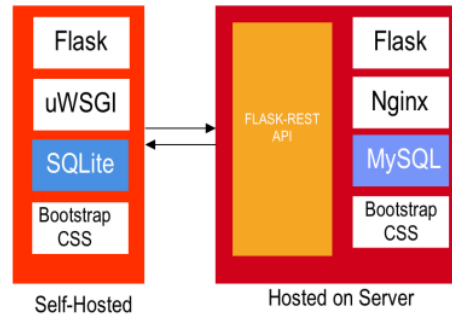 Flask
uWSGI
SQLite
Bootstrap
CSS
Self-Hosted
FLASK-REST
API
Flask
Nginx
MySQL
Bootstrap
CSS
Hosted on Server